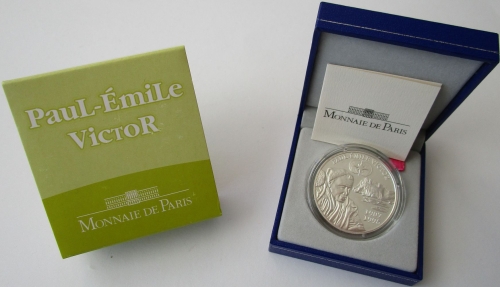 PauL-ÉmiLe
VicToR
MONNAIE DE PARIS
MONNAIE DE PARIS